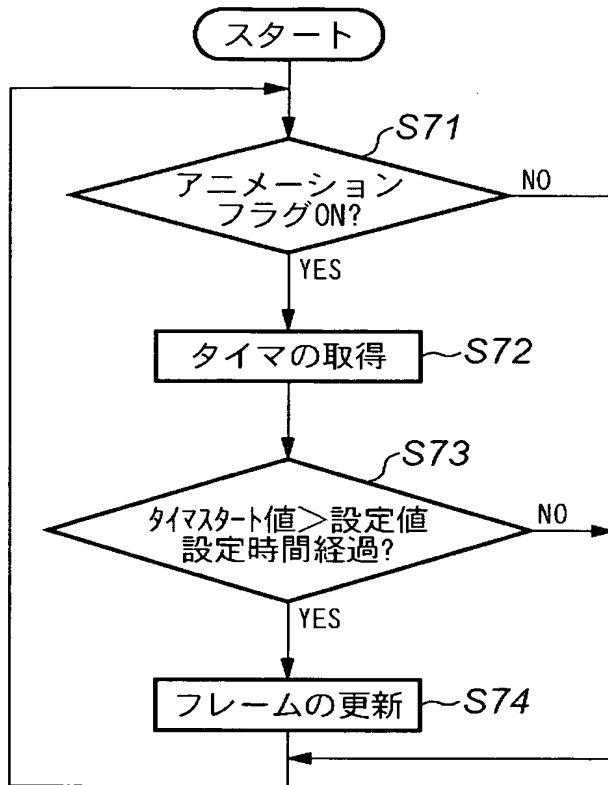 スタート
S71
アニメーション
フラグON?
NO
YES
タイマの取得
S72
S73
タイマスタート値>設定値
設定時間経過?
NO
YES
フレームの更新
S74